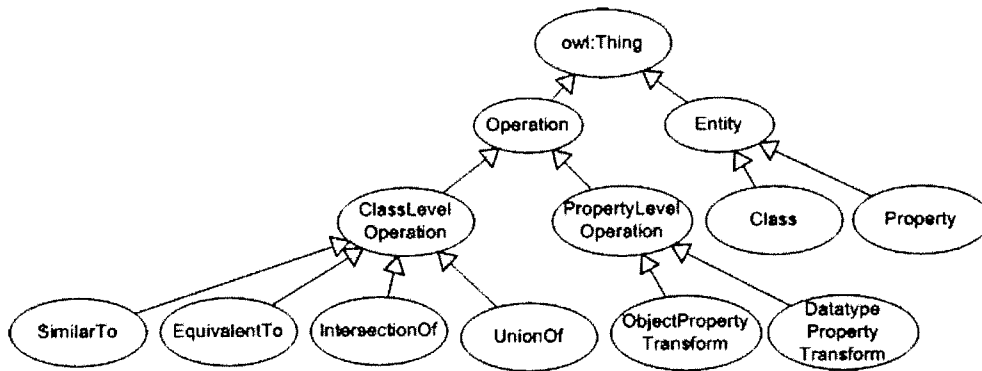 owl:Thing
Operation
Entity
ClassLevel
Operation
PropertyLevel
Operation
Class
Property
SimilarTo
EquivalentTo
IntersectionOf
UnionOf
ObjectProperty
Transform
Datatype
Property
Transform